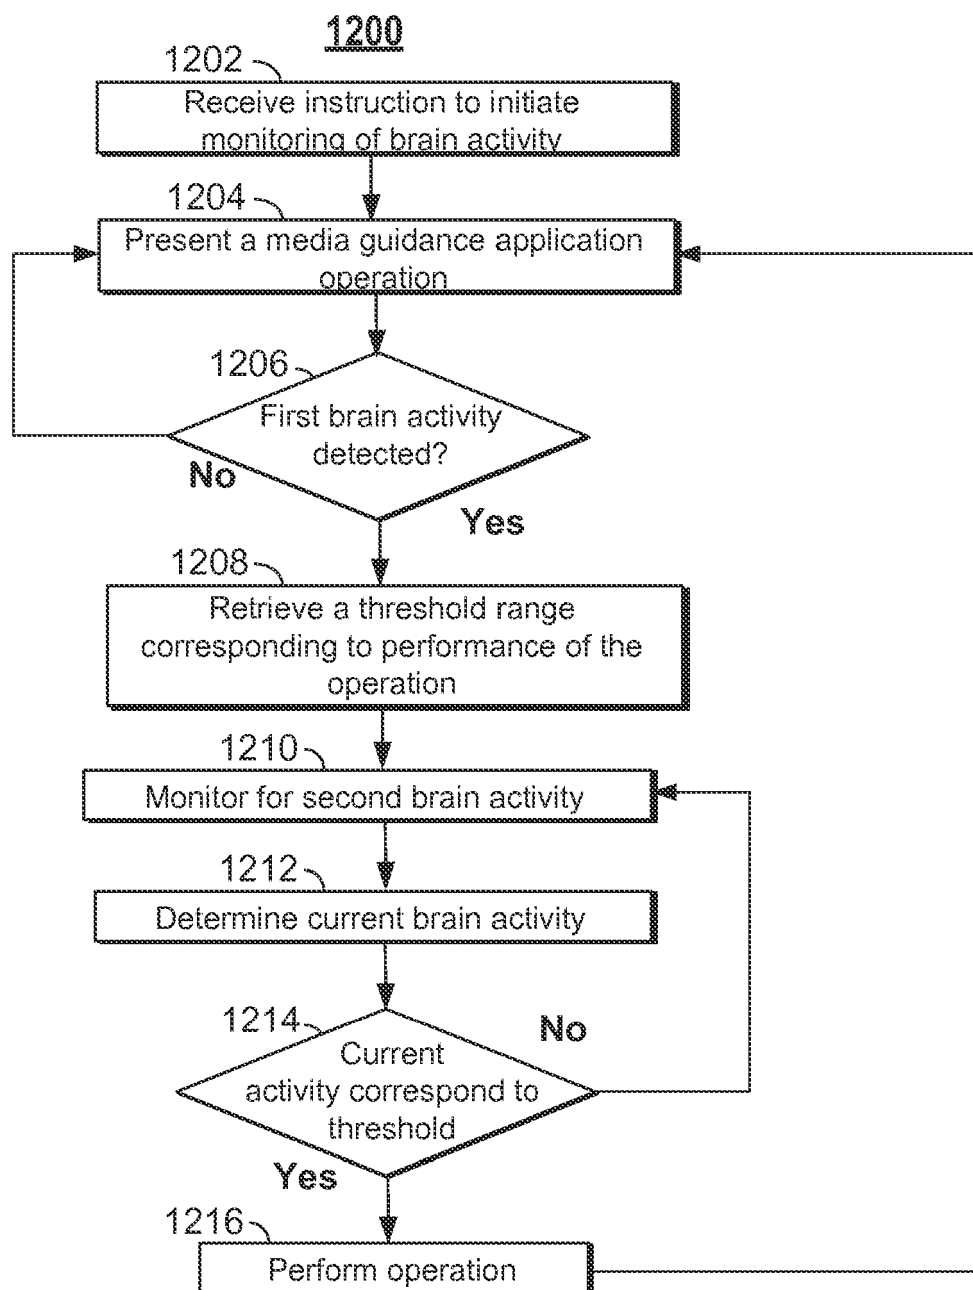 1200
1202
Receive instruction to initiate
monitoring of brain activity
1204
Present a media guidance application
operation
1206
First brain activity
detected?
No
Yes
1208
Retrieve a threshold range
corresponding to performance of the
operation
1210
Monitor for second brain activity
1212
Determine current brain activity
1214
No
Current
activity correspond to
threshold
Yes
1216
Perform operation